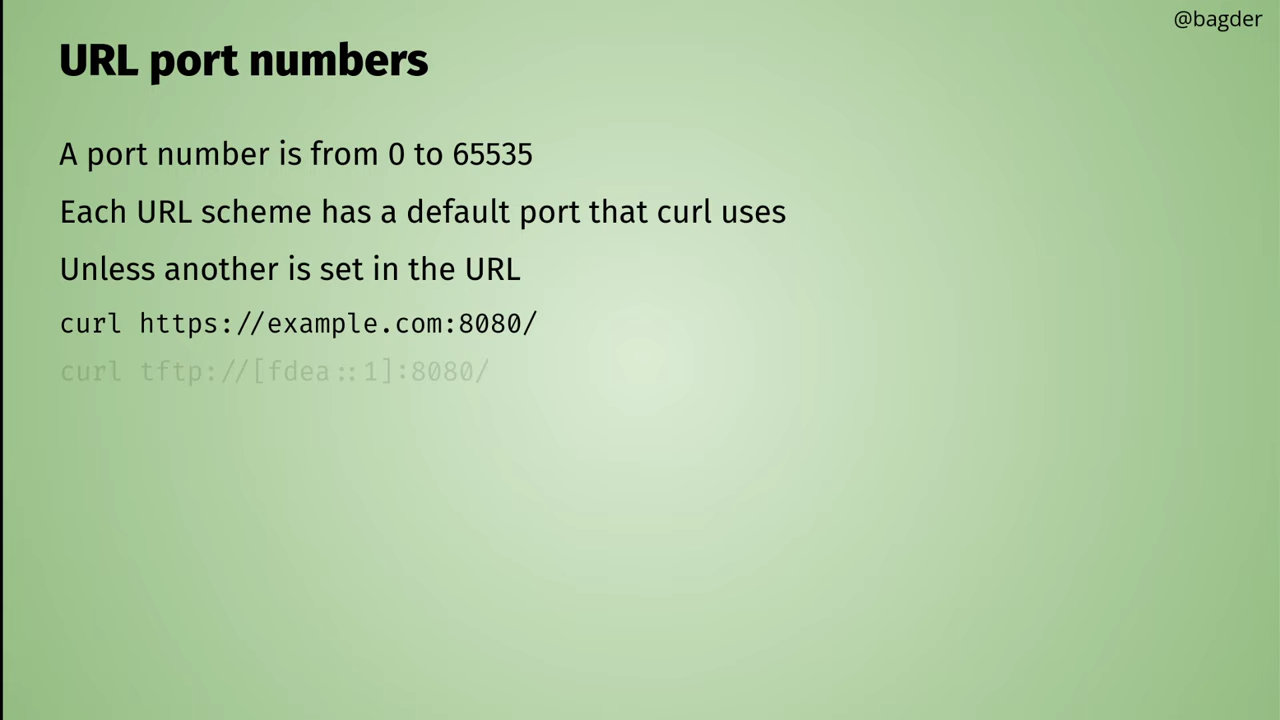 @bagder
URL port numbers
A port number is from 0 to 65535
Each URL scheme has a default port that curl uses
Unless another is set in the URL
curl https://example.com:8080/
curl tftp://[fdea::1]:8080/